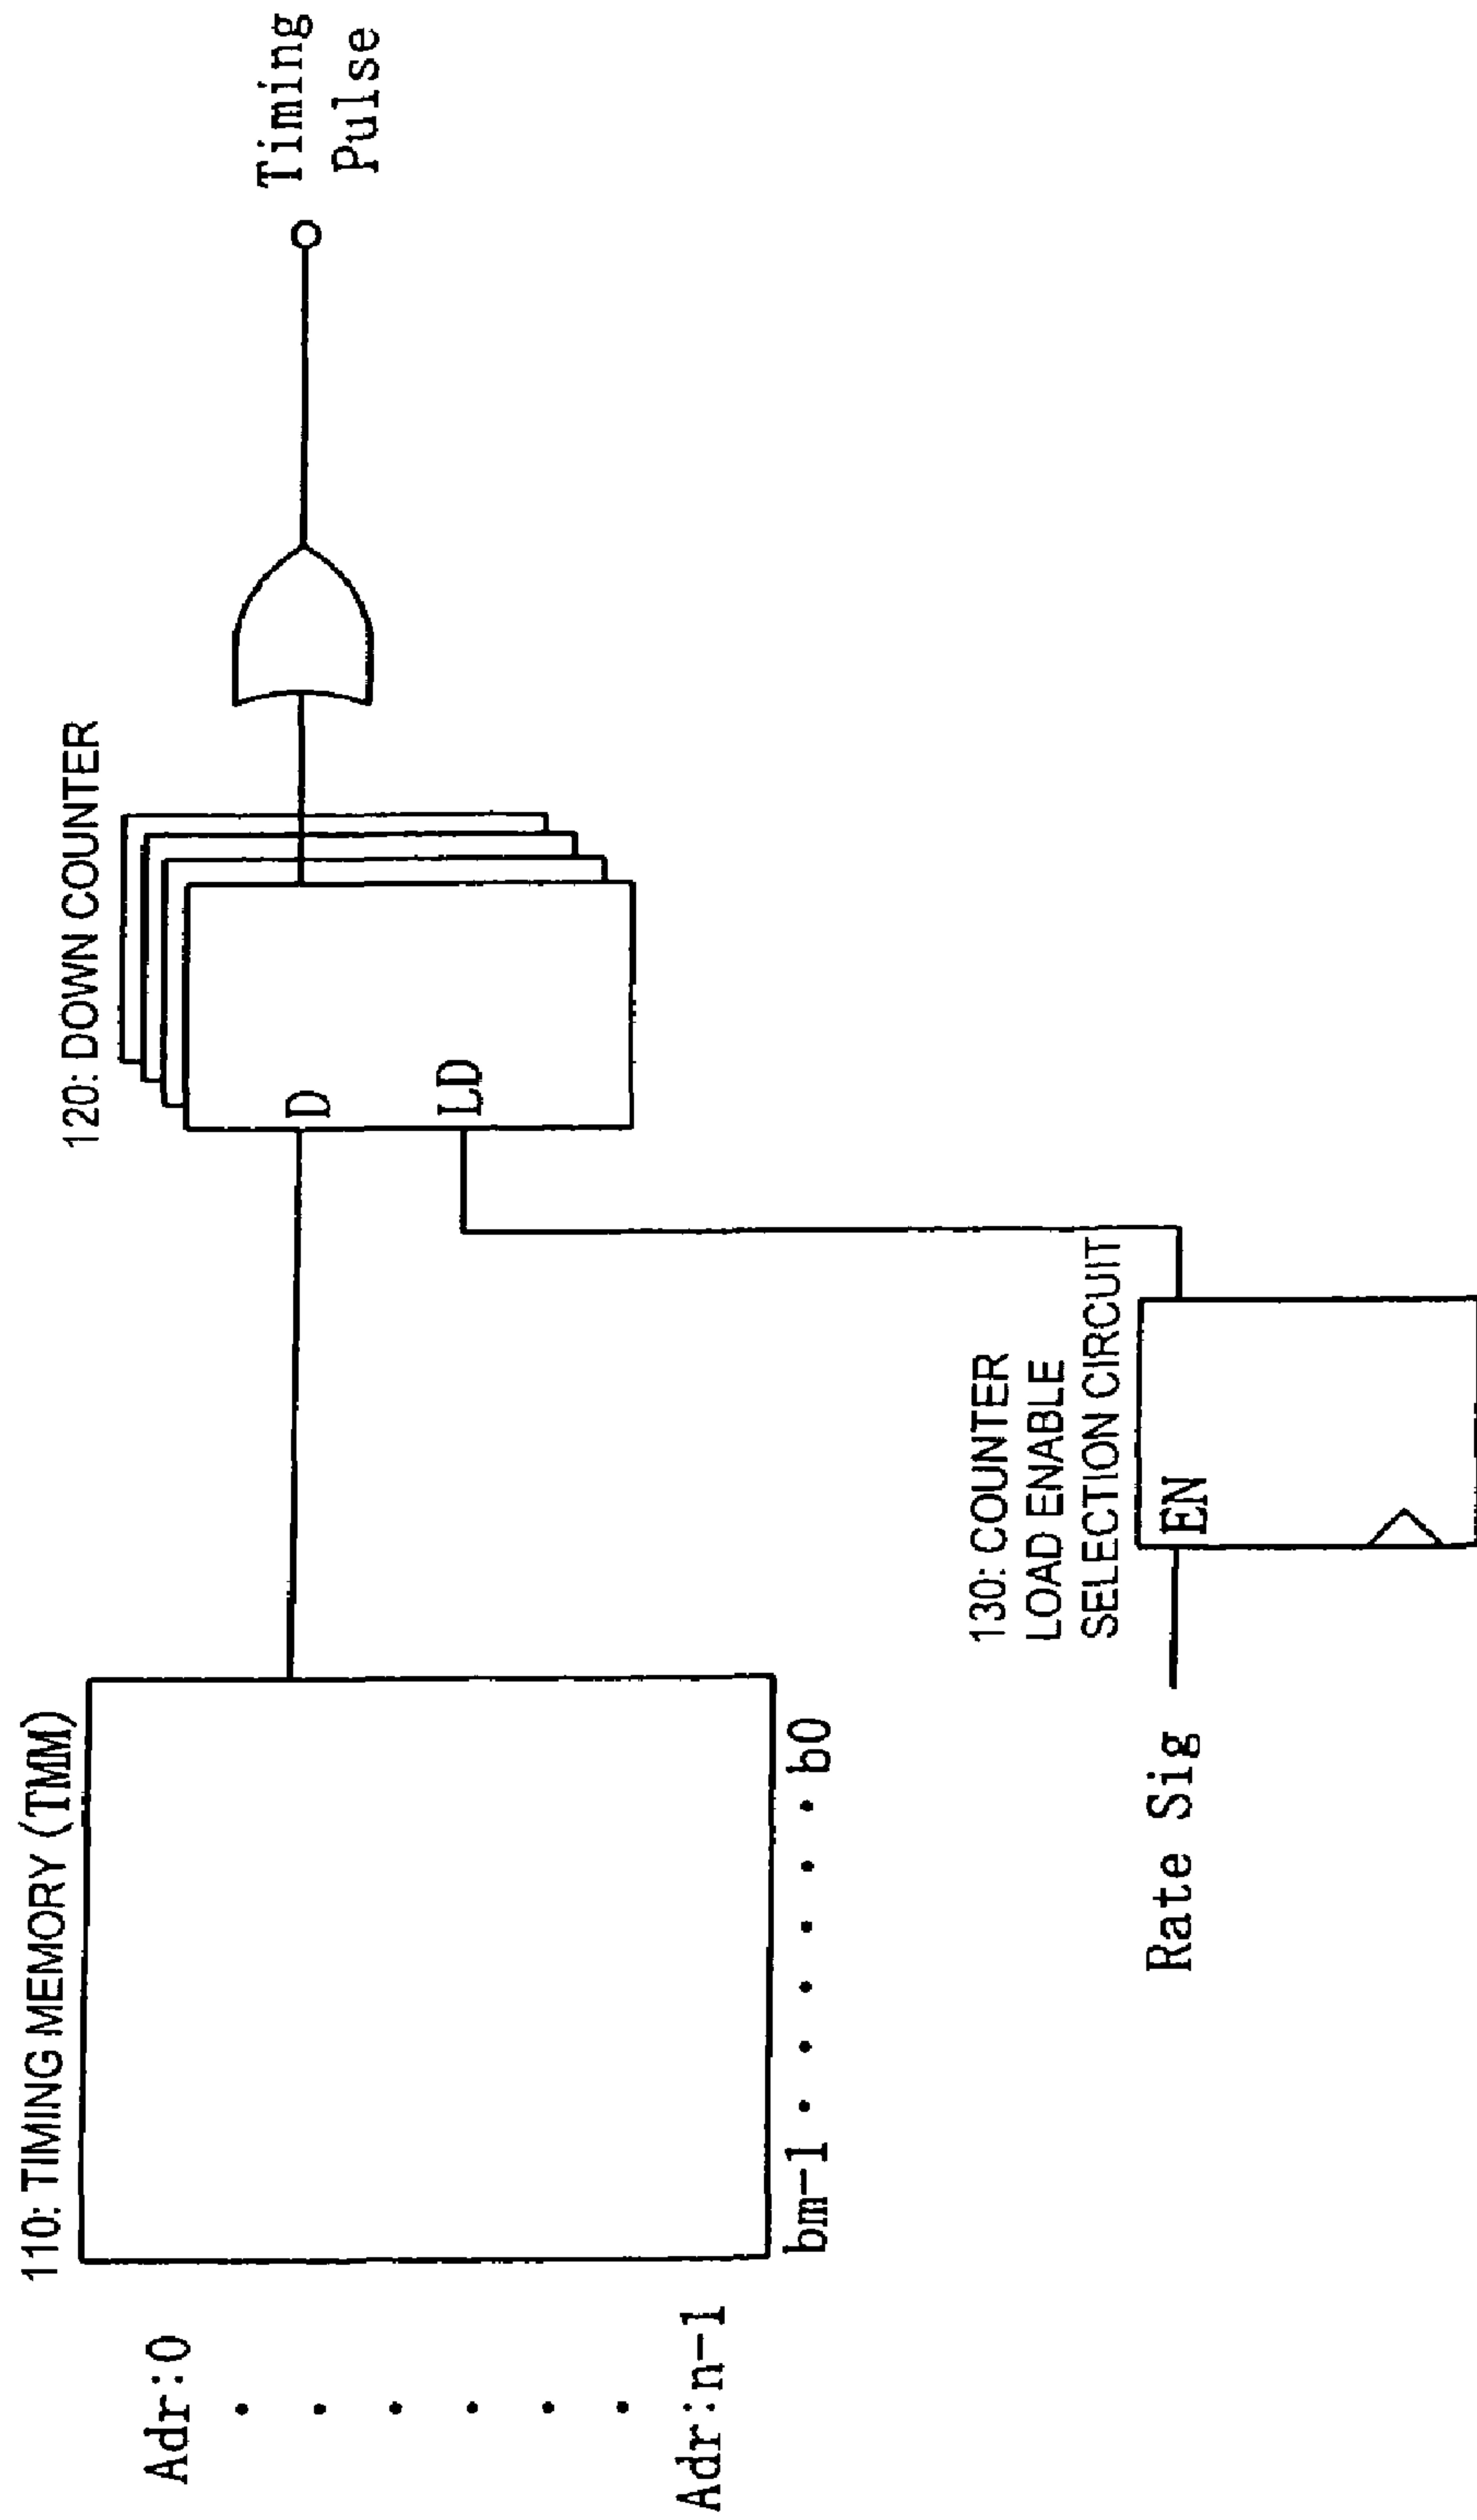 110: TIMING MEMORY (TMM)
Adr:0
Adr:n-1
bm-1 · · · · · · b0
120: DOWN COUNTER
D
LD
Timing
Pulse
130: COUNTER
LOAD ENABLE
SELECTION CIRCUIT
EN
Rate Sig